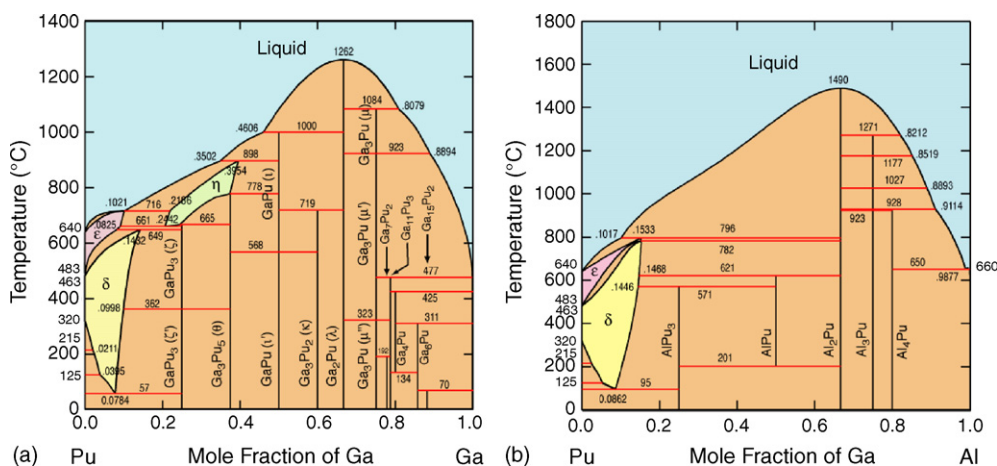 1400
1200
1000
800
600
400
200
0
Temperature (°C)
640
483
463
320
215
125
Liquid
1262
1084
.8079
.4606
1000
923
.8894
.3502
898
.3954
η
778
.1021
716
.2186
.0825
661
.2442
665
ε
649
.1482
719
568
δ
.0998
362
477
425
323
311
192
134
70
.0211
.0395
57
0.0784
GaPu₃ (ζ)
GaPu₃ (ζ')
Ga₃Pu₅ (θ)
GaPu (ι)
GaPu (ι')
Ga₃Pu₂ (κ)
Ga₂Pu (λ)
Ga₃Pu (μ)
Ga₃Pu (μ')
Ga₃Pu (μ'')
Ga₇Pu₂
Ga₁₁Pu₃
Ga₁₅Pu₂
Ga₄Pu
Ga₆Pu
0.0 0.2 0.4 0.6 0.8 1.0
(a) Pu Mole Fraction of Ga Ga
1800
1600
1400
1200
1000
800
600
400
200
0
Temperature (°C)
640
483
463
320
215
125
Liquid
1490
1271
.8212
1177
.8519
1027
.8893
928
.9114
923
.1017
.1533
796
782
ε
.1468
621
.1446
571
δ
650
660
.9877
201
95
0.0862
AlPu₃
AlPu
Al₂Pu
Al₃Pu
Al₄Pu
0.0 0.2 0.4 0.6 0.8 1.0
(b) Pu Mole Fraction of Ga Al